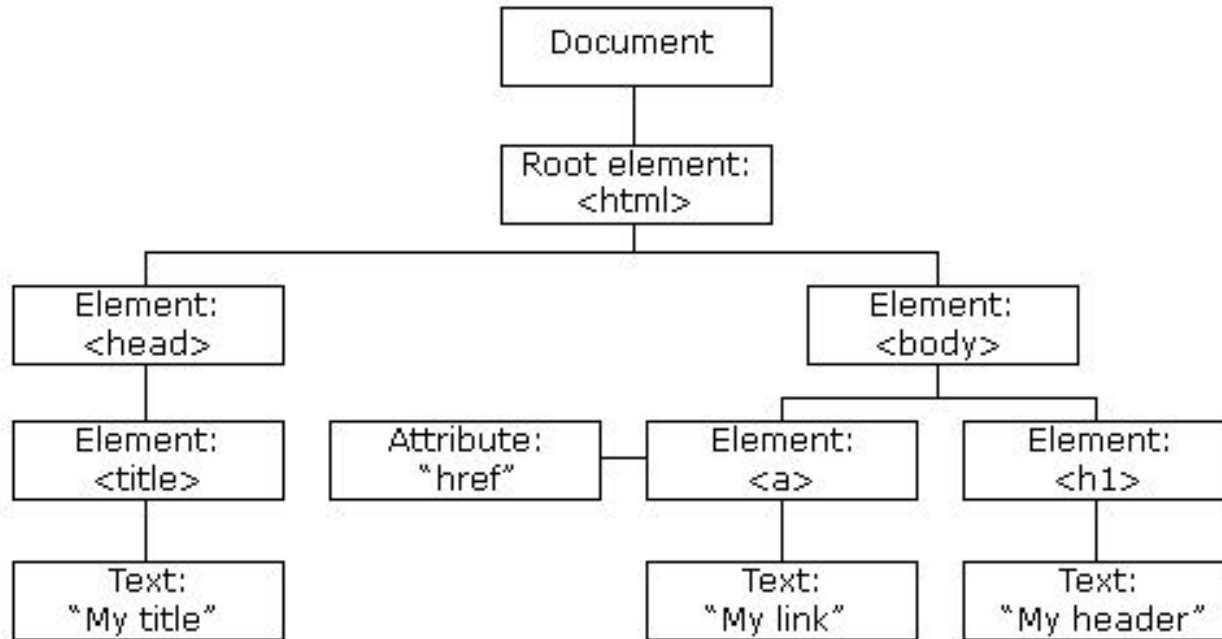 Document
Root element:
<html>
Element:
<head>
Element:
<body>
Element:
<title>
Attribute:
“href”
Element:
<a>
Element:
<h1>
Text:
“My title”
Text:
“My link”
Text:
“My header”